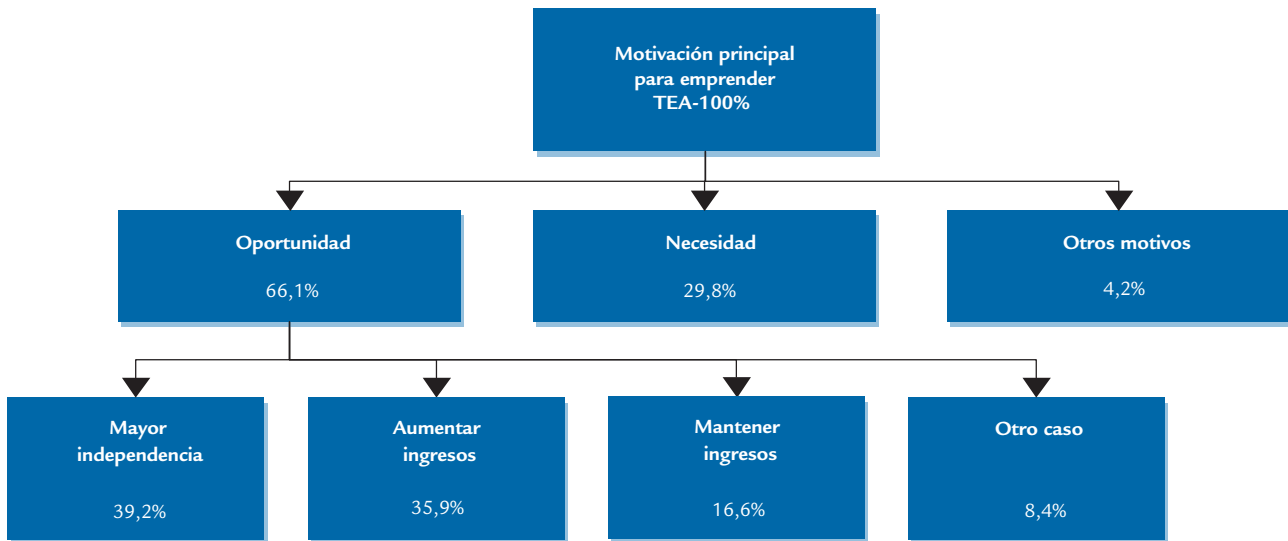 Motivación principal
para emprender
TEA-100%
Oportunidad
66,1%
Necesidad
29,8%
Otros motivos
4,2%
Mayor
independencia
39,2%
Aumentar
ingresos
35,9%
Mantener
ingresos
16,6%
Otro caso
8,4%